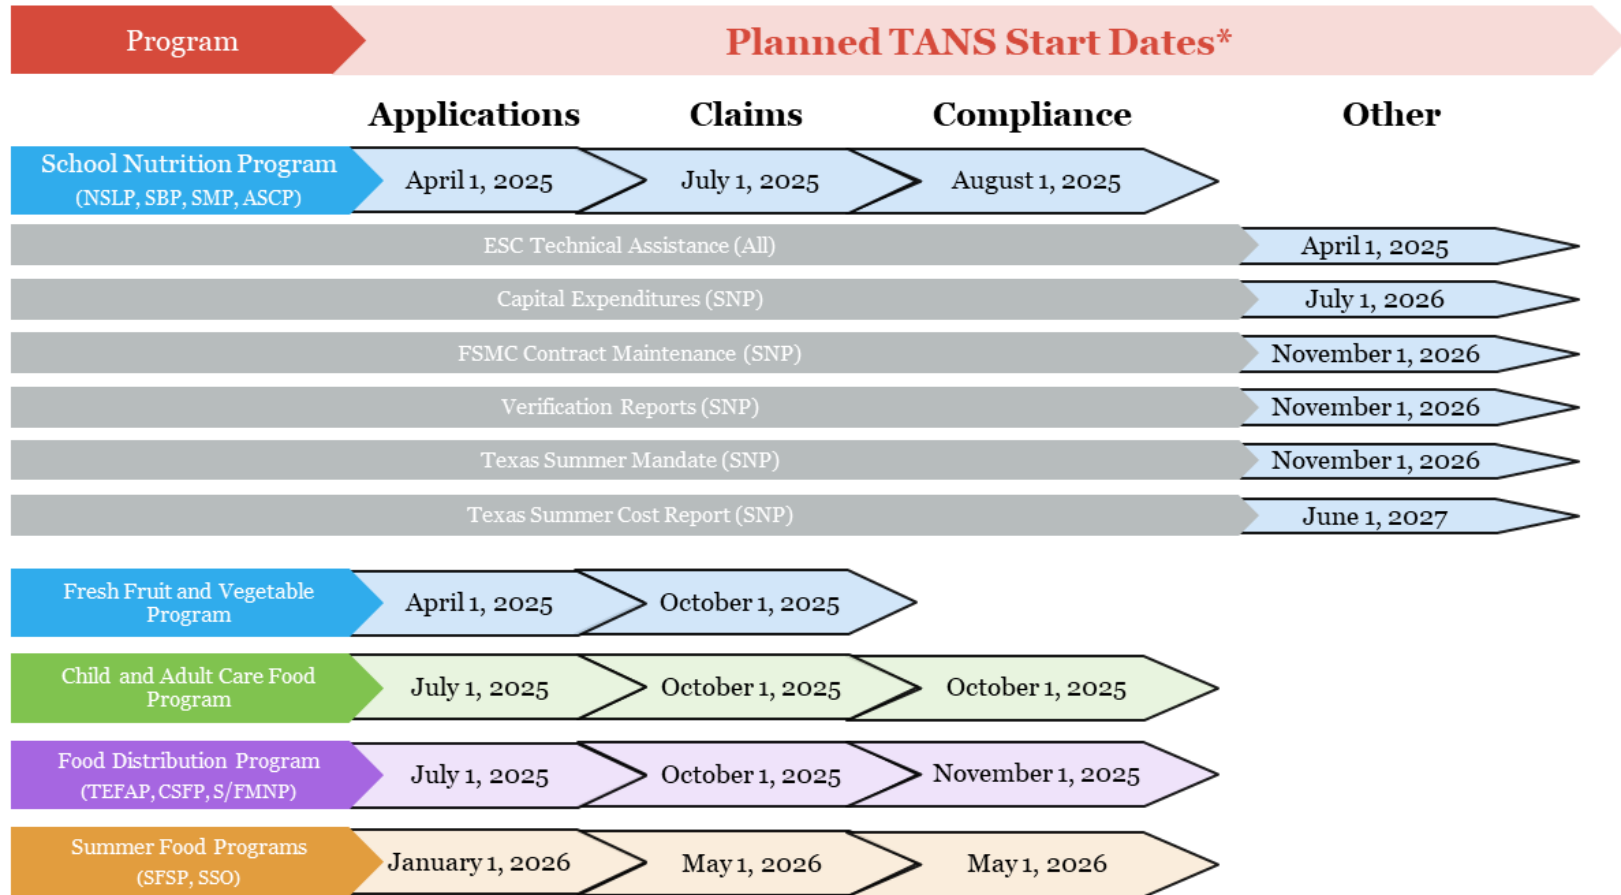 Program
Planned TANS Start Dates*
Applications Claims Compliance Other
School Nutrition Program
(NSLP, SBP, SMP, ASCP)
April 1, 2025 July 1, 2025 August 1, 2025
ESC Technical Assistance (All) April 1, 2025
Capital Expenditures (SNP) July 1, 2026
FSMC Contract Maintenance (SNP) November 1, 2026
Verification Reports (SNP) November 1, 2026
Texas Summer Mandate (SNP) November 1, 2026
Texas Summer Cost Report (SNP) June 1, 2027
Fresh Fruit and Vegetable
Program
April 1, 2025 October 1, 2025
Child and Adult Care Food
Program
July 1, 2025 October 1, 2025 October 1, 2025
Food Distribution Program
(TEFAP, CSFP, S/FMNP)
July 1, 2025 October 1, 2025 November 1, 2025
Summer Food Programs
(SFSP, SSO)
January 1, 2026 May 1, 2026 May 1, 2026